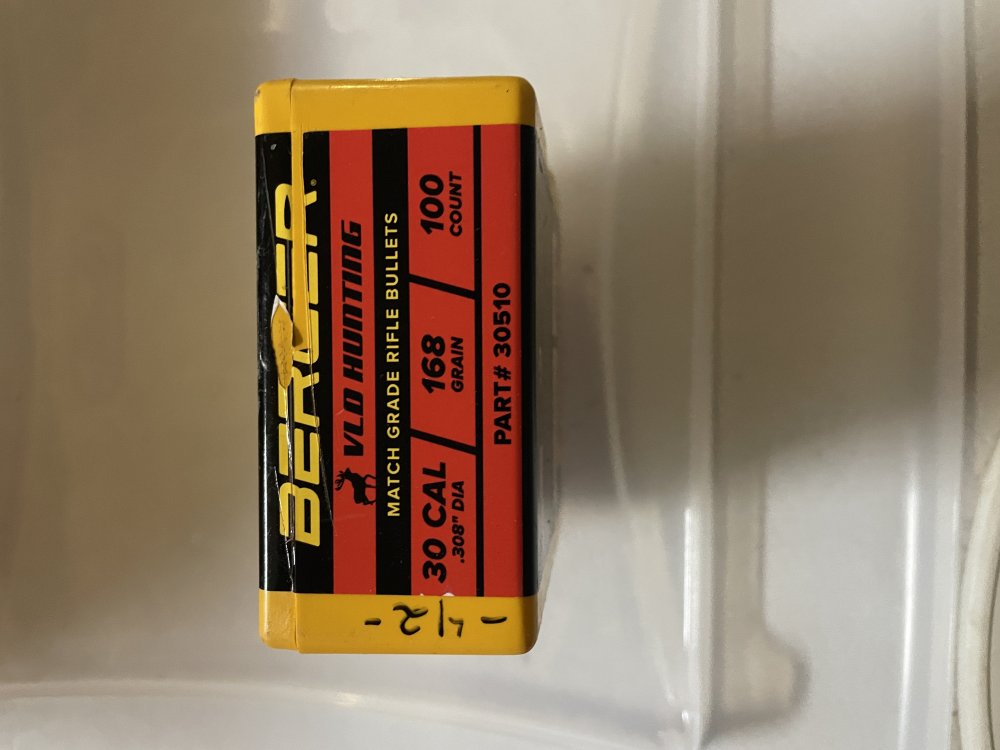 BERGER®
VLD HUNTING
MATCH GRADE RIFLE BULLETS
30 CAL
.308" DIA
168
GRAIN
100
COUNT
PART# 30510